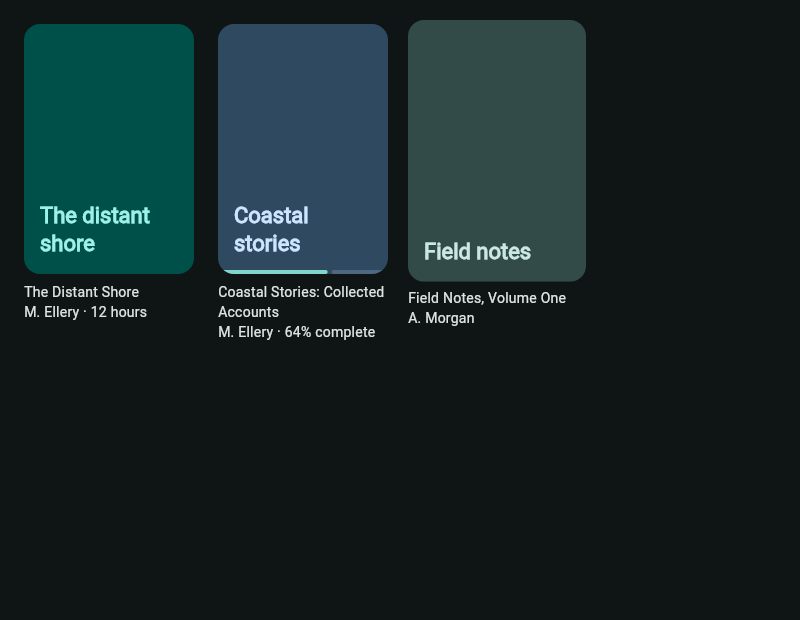 The distant
shore
The Distant Shore
M. Ellery · 12 hours
Coastal
stories
Coastal Stories: Collected
Accounts
M. Ellery · 64% complete
Field notes
Field Notes, Volume One
A. Morgan